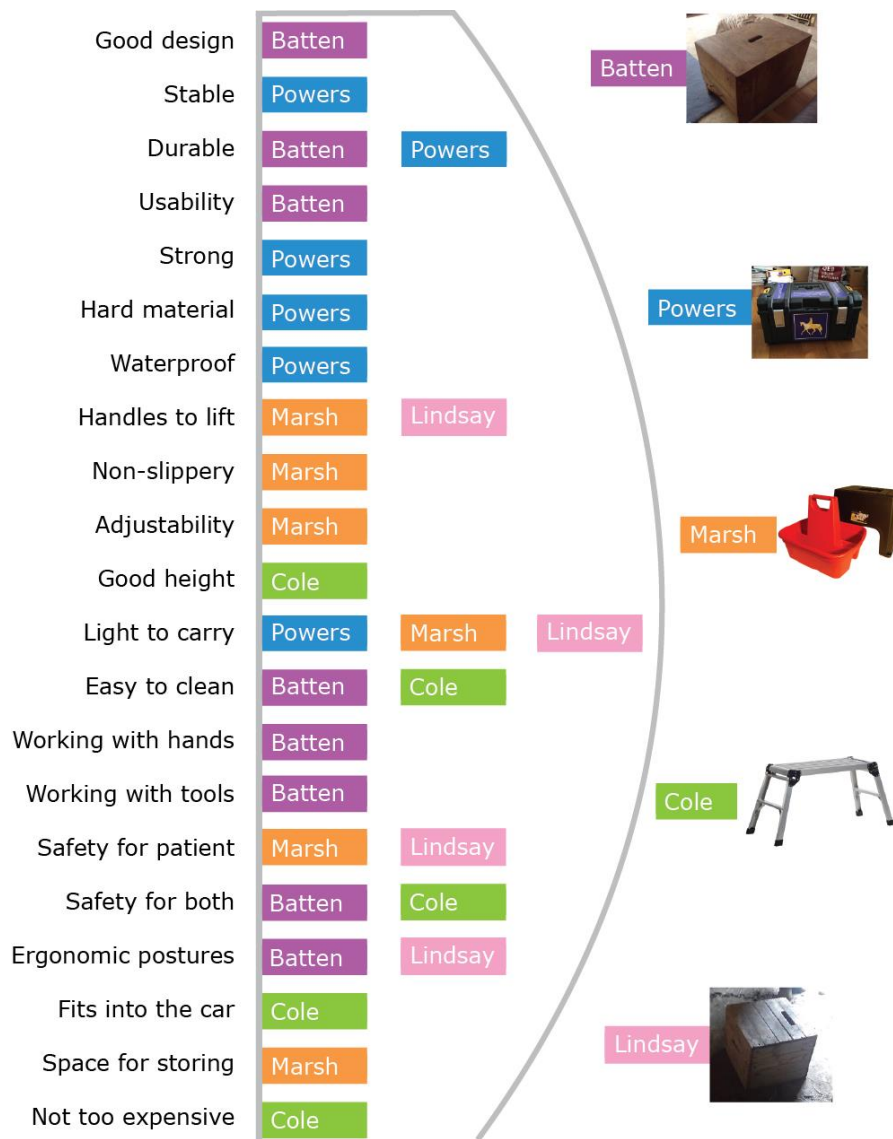 Good design Batten
Batten
Stable Powers
Durable Batten Powers
Usability Batten
Strong Powers
Hard material Powers
Powers
Waterproof Powers
Handles to lift Marsh Lindsay
Non-slippery Marsh
Adjustability Marsh
Marsh
Good height Cole
Light to carry Powers Marsh Lindsay
Easy to clean Batten Cole
Working with hands Batten
Working with tools Batten
Cole
Safety for patient Marsh Lindsay
Safety for both Batten Cole
Ergonomic postures Batten Lindsay
Fits into the car Cole
Lindsay
Space for storing Marsh
Not too expensive Cole